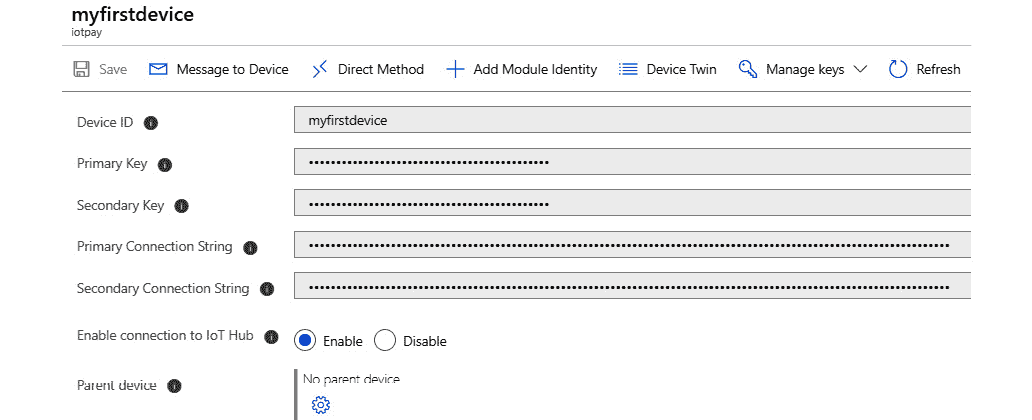 myfirstdevice
iotpay
Save Message to Device Direct Method Add Module Identity Device Twin Manage keys Refresh
Device ID myfirstdevice
Primary Key
Secondary Key
Primary Connection String
Secondary Connection String
Enable connection to IoT Hub Enable Disable
Parent device No parent device